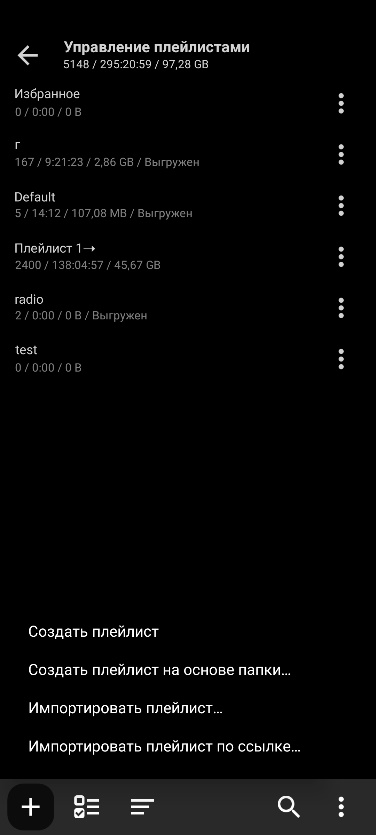 Управление плейлистами
5148 / 295:20:59 / 97,28 GB
Избранное
0 / 0:00 / 0 B
г
167 / 9:21:23 / 2,86 GB / Выгружен
Default
5 / 14:12 / 107,08 MB / Выгружен
Плейлист 1→
2400 / 138:04:57 / 45,67 GB
radio
2 / 0:00 / 0 B / Выгружен
test
0 / 0:00 / 0 B
Создать плейлист
Создать плейлист на основе папки...
Импортировать плейлист...
Импортировать плейлист по ссылке...